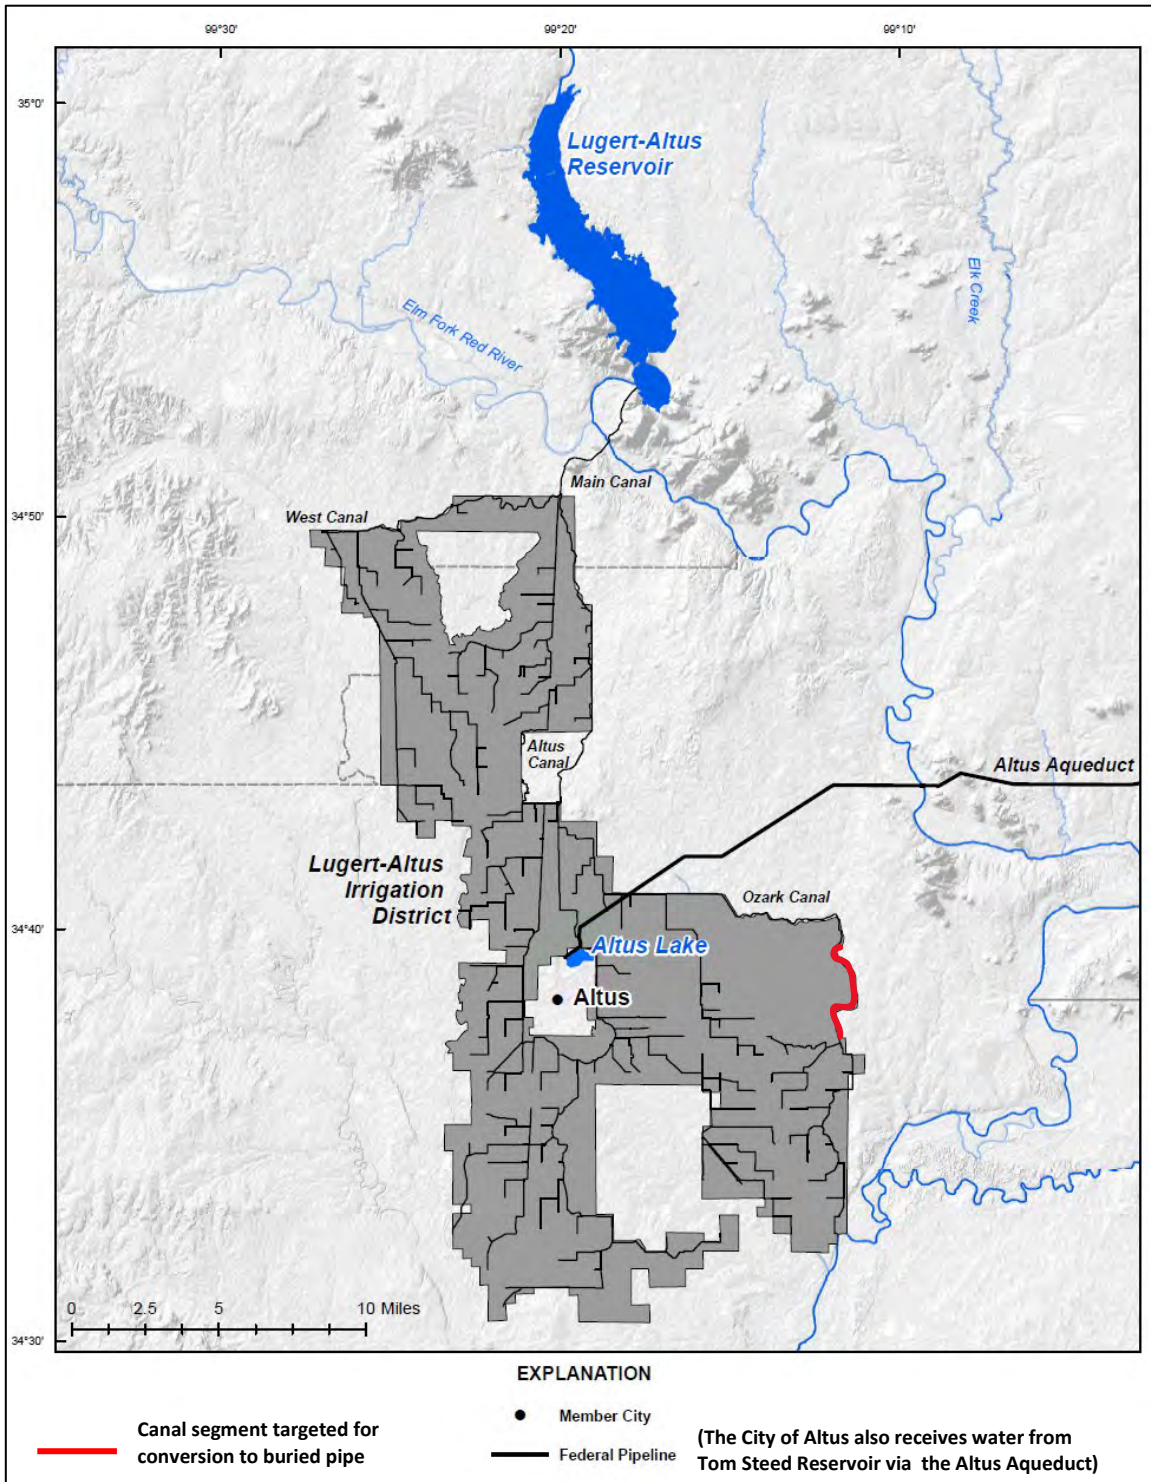 99°30'
99°20'
99°10'
35°0'
Lugert-Altus
Reservoir
Elk Creek
Elm Fork Red River
Main Canal
34°50'
West Canal
Altus
Canal
Altus Aqueduct
Lugert-Altus
Irrigation
District
Ozark Canal
34°40'
Altus Lake
Altus
0 2.5 5 10 Miles
34°30'
EXPLANATION
Member City
Canal segment targeted for
conversion to buried pipe
Federal Pipeline
(The City of Altus also receives water from
Tom Steed Reservoir via the Altus Aqueduct)